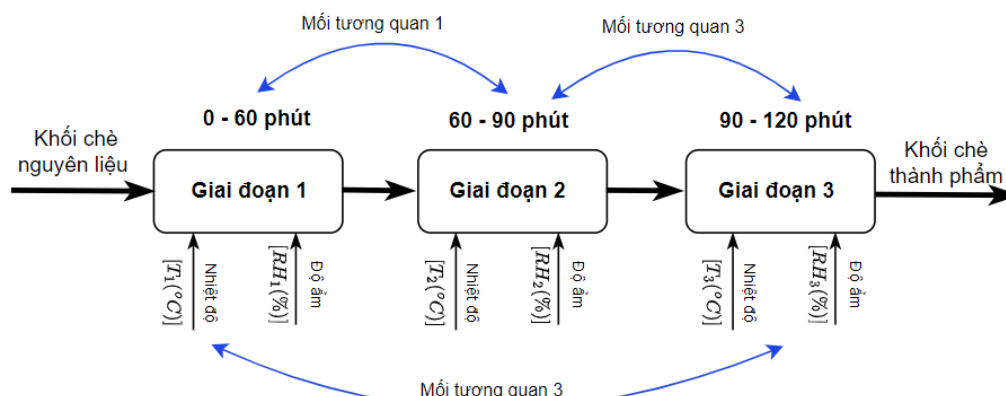 Mối tương quan 1
Mối tương quan 3
0 - 60 phút
60 - 90 phút
90 - 120 phút
Khối chè
nguyên liệu
Giai đoạn 1
Giai đoạn 2
Giai đoạn 3
Khối chè
thành phẩm
[T₁(°C)]
Nhiệt độ
[RH₁(%)]
Độ ẩm
[T₂(°C)]
Nhiệt độ
[RH₂(%)]
Độ ẩm
[T₃(°C)]
Nhiệt độ
[RH₃(%)]
Độ ẩm
Mối tương quan 3